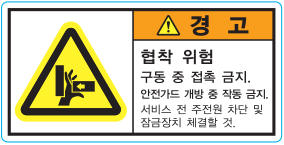 경 고
협착 위험
구동 중 접촉 금지.
안전가드 개방 중 작동 금지.
서비스 전 주전원 차단 및
잠금장치 체결할 것.